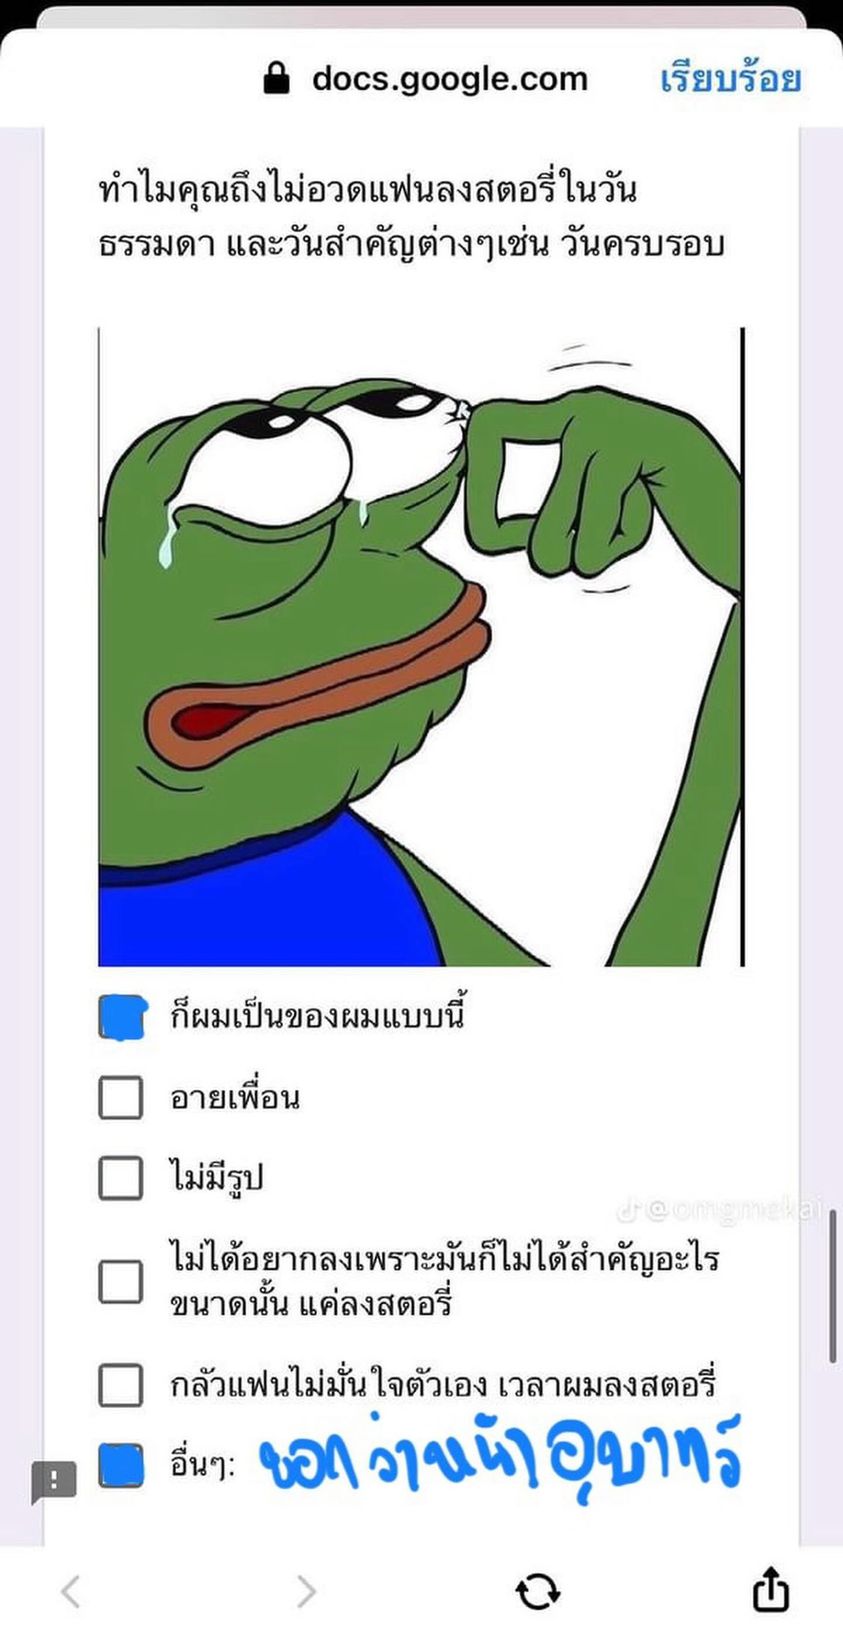 docs.google.com
เรียบร้อย
ทำไมคุณถึงไม่อวดแฟนลงสตอรี่ในวัน
ธรรมดา และวันสำคัญต่างๆเช่น วันครบรอบ
ก็ผมเป็นของผมแบบนี้
อายเพื่อน
ไม่มีรูป
@omgmekai
ไม่ได้อยากลงเพราะมันก็ไม่ได้สำคัญอะไร
ขนาดนั้น แค่ลงสตอรี่
กลัวแฟนไม่มั่นใจตัวเอง เวลาผมลงสตอรี่
อื่นๆ: บอกว่าหน้าอุบาทว์